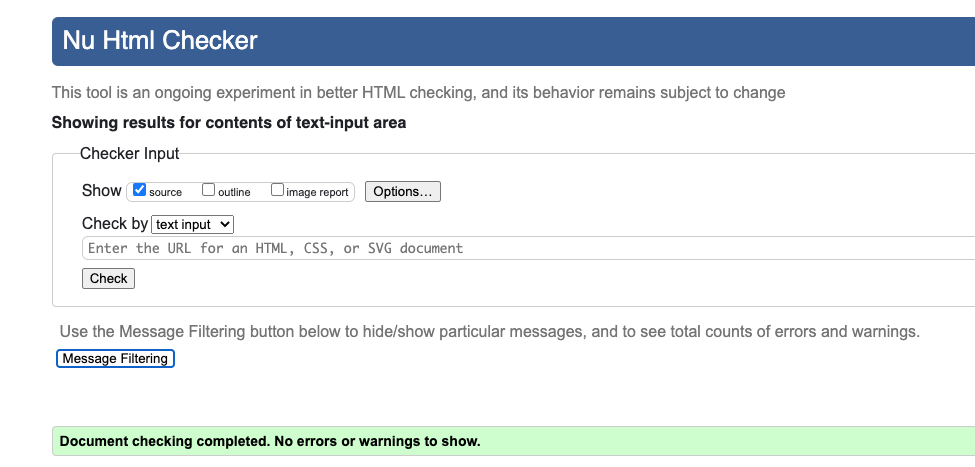 Nu Html Checker
This tool is an ongoing experiment in better HTML checking, and its behavior remains subject to change
Showing results for contents of text-input area
Checker Input
Show source outline image report Options...
Check by text input
Enter the URL for an HTML, CSS, or SVG document
Check
Use the Message Filtering button below to hide/show particular messages, and to see total counts of errors and warnings.
Message Filtering
Document checking completed. No errors or warnings to show.